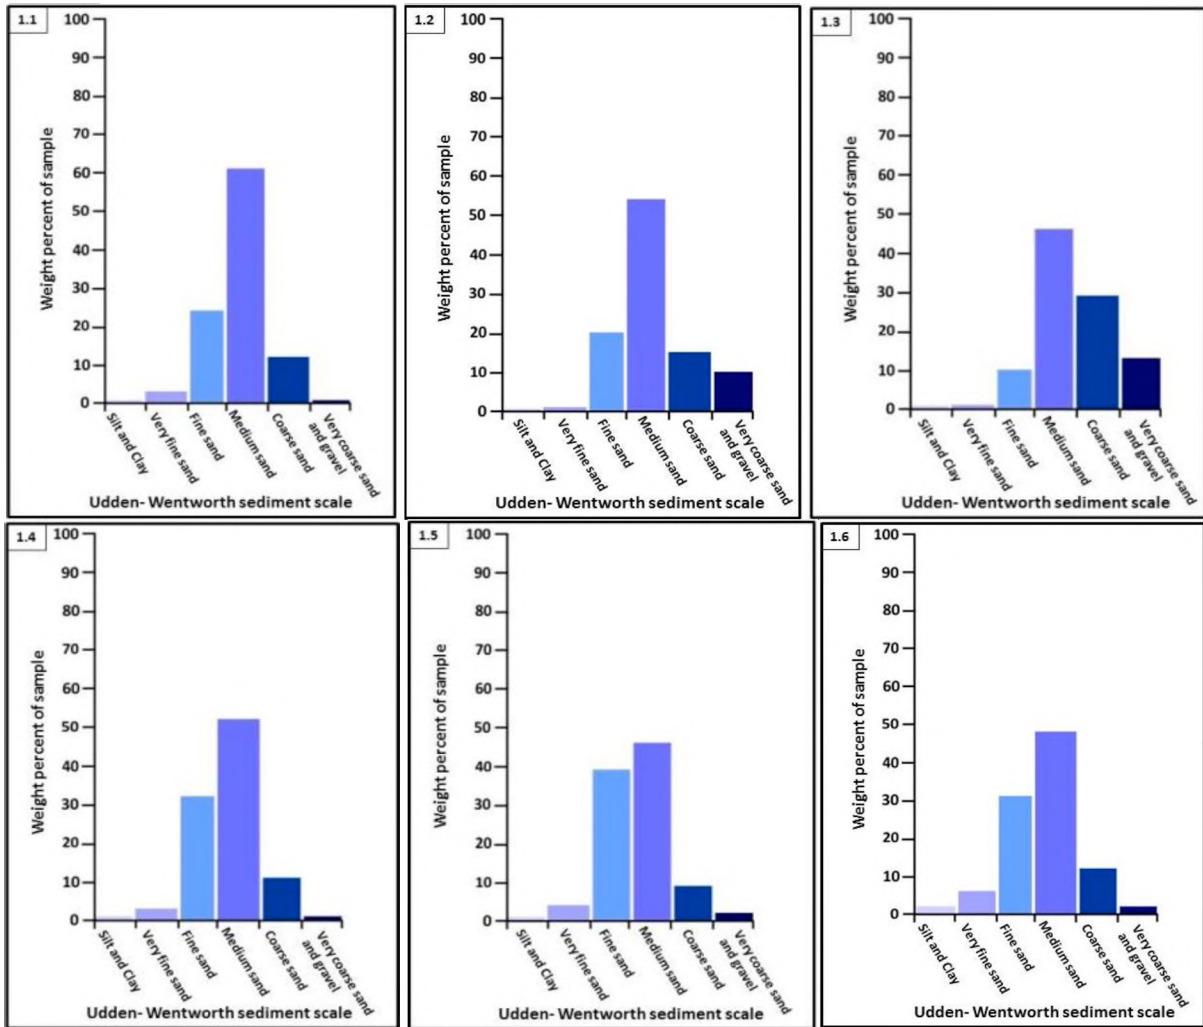 1.1
100
90
80
70
60
50
40
30
20
10
0
Weight percent of sample
Silt and Clay
Very fine sand
Fine sand
Medium sand
Coarse sand
Very coarse sand
and gravel
Udden- Wentworth sediment scale
1.2
100
90
80
70
60
50
40
30
20
10
0
Weight percent of sample
Silt and Clay
Very fine sand
Fine sand
Medium sand
Coarse sand
Very coarse sand
and gravel
Udden- Wentworth sediment scale
1.3
100
90
80
70
60
50
40
30
20
10
0
Weight percent of sample
Silt and Clay
Very fine sand
Fine sand
Medium sand
Coarse sand
Very coarse sand
and gravel
Udden- Wentworth sediment scale
1.4
100
90
80
70
60
50
40
30
20
10
0
Weight percent of sample
Silt and Clay
Very fine sand
Fine sand
Medium sand
Coarse sand
Very coarse sand
and gravel
Udden- Wentworth sediment scale
1.5
100
90
80
70
60
50
40
30
20
10
0
Weight percent of sample
Silt and Clay
Very fine sand
Fine sand
Medium sand
Coarse sand
Very coarse sand
and gravel
Udden- Wentworth sediment scale
1.6
100
90
80
70
60
50
40
30
20
10
0
Weight percent of sample
Silt and Clay
Very fine sand
Fine sand
Medium sand
Coarse sand
Very coarse sand
and gravel
Udden- Wentworth sediment scale